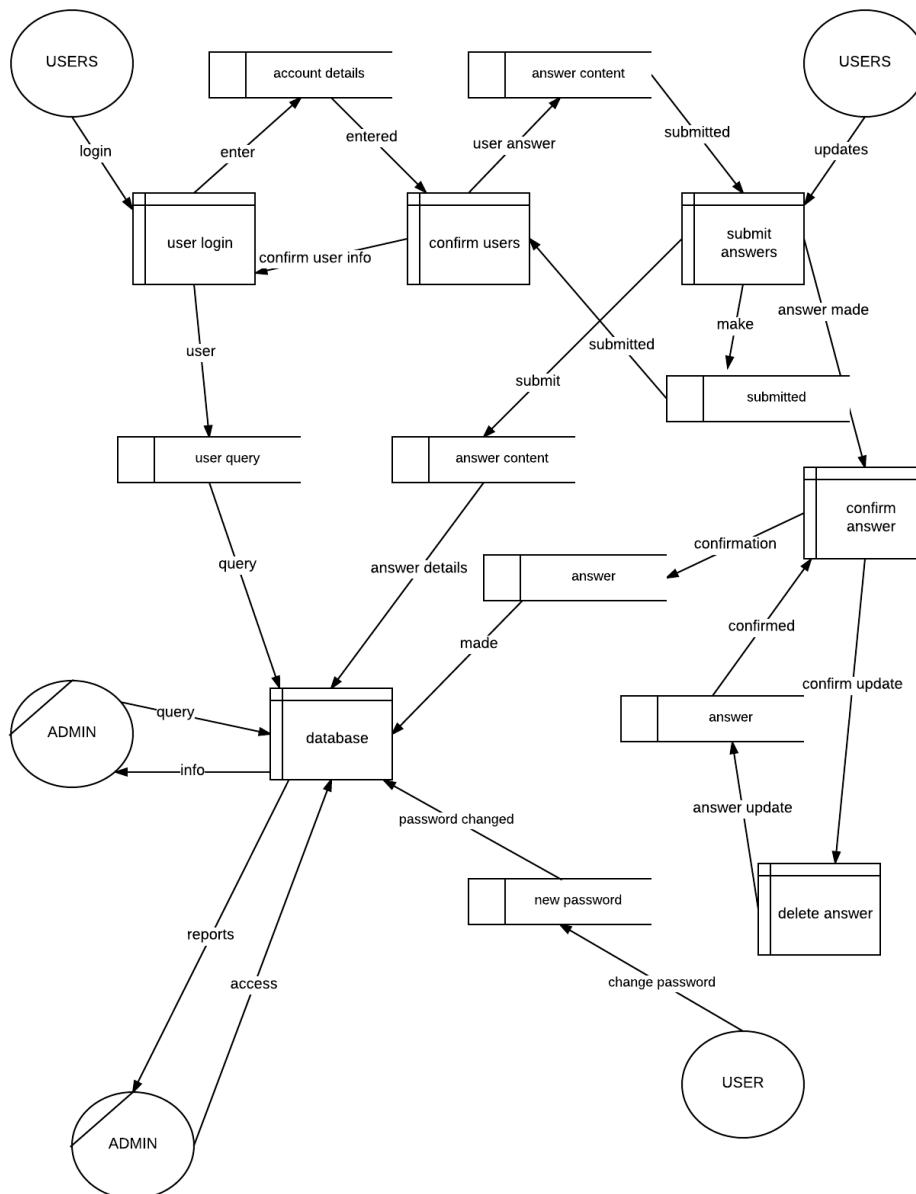 USERS
account details
answer content
USERS
login
enter
entered
user answer
submitted
updates
user login
confirm user info
confirm users
submit
answers
user
make
answer made
submitted
submit
submitted
user query
answer content
confirm
answer
query
answer details
confirmation
answer
confirmed
made
confirm update
ADMIN
query
database
answer
info
password changed
answer update
new password
delete answer
reports
access
change password
USER
ADMIN